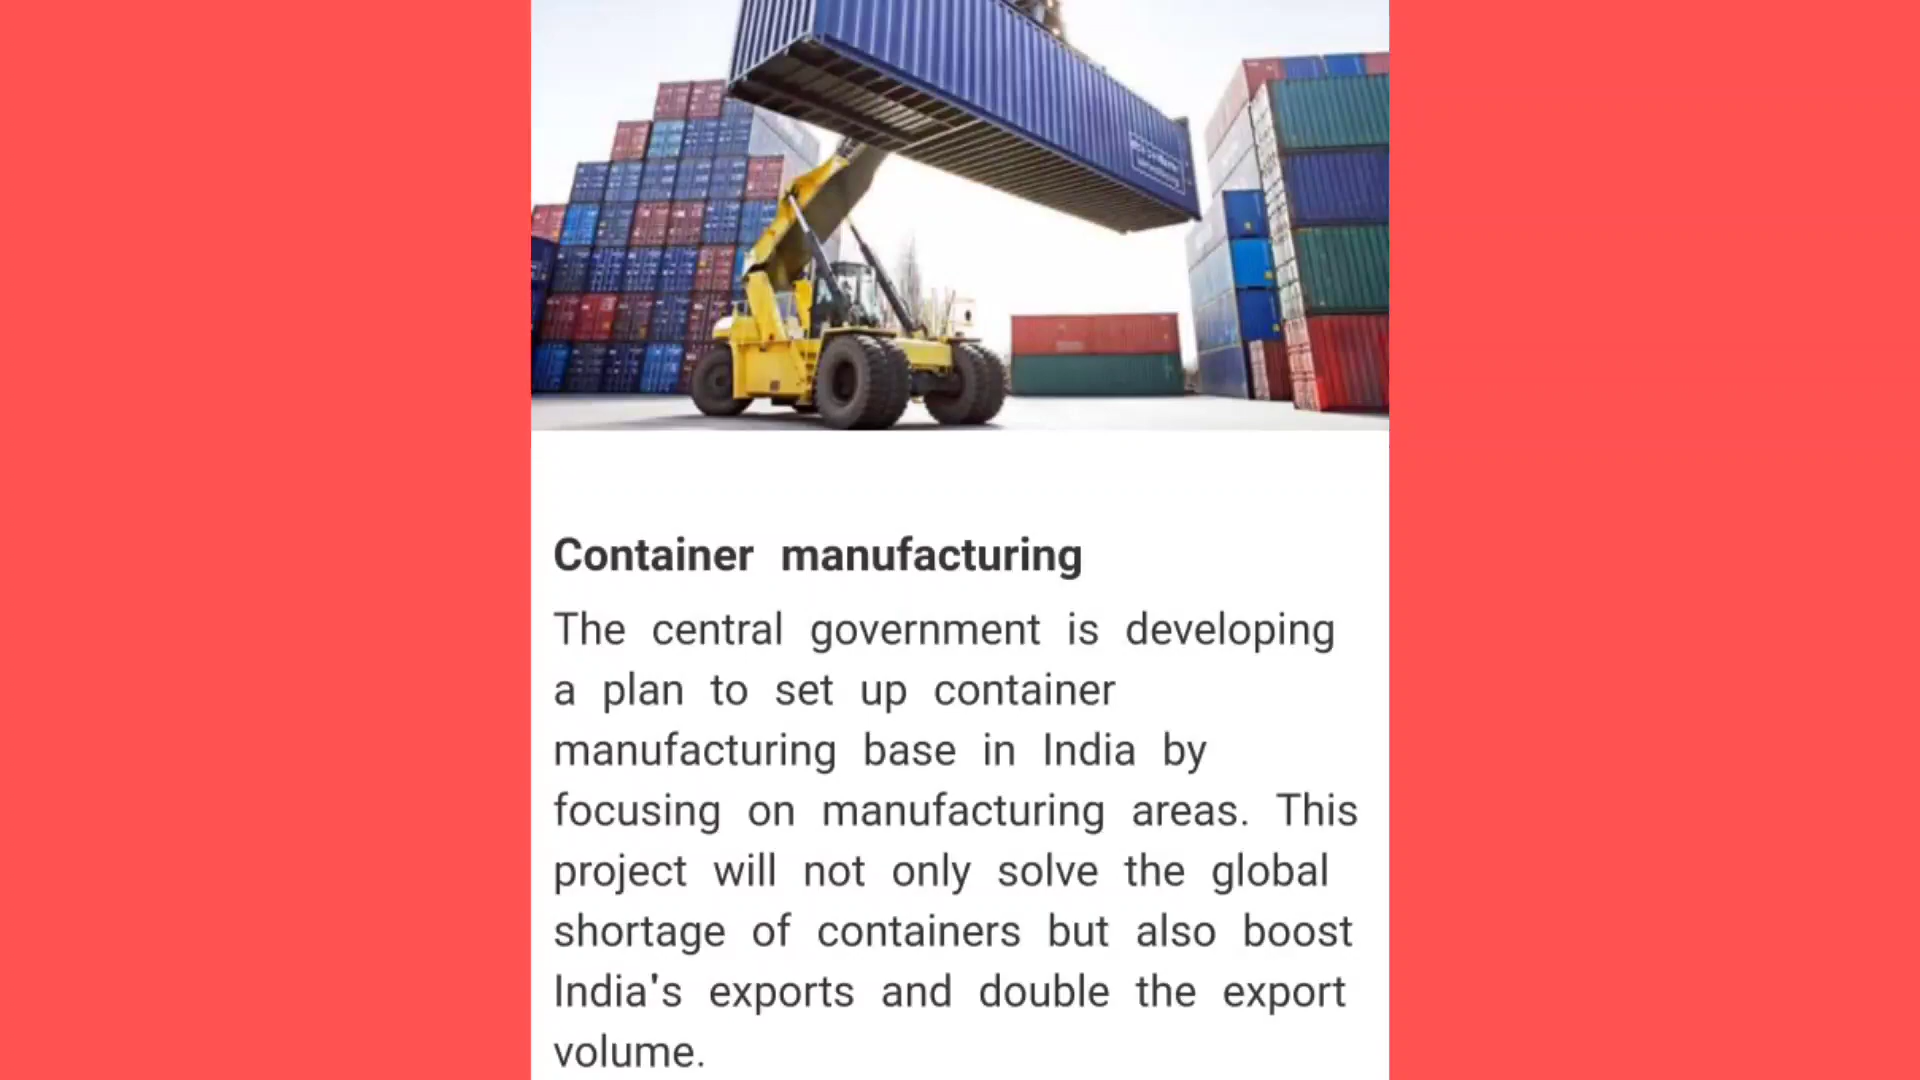 Container manufacturing
The central government is developing
a plan to set up container
manufacturing base in India by
focusing on manufacturing areas. This
project will not only solve the global
shortage of containers but also boost
India's exports and double the export
volume.